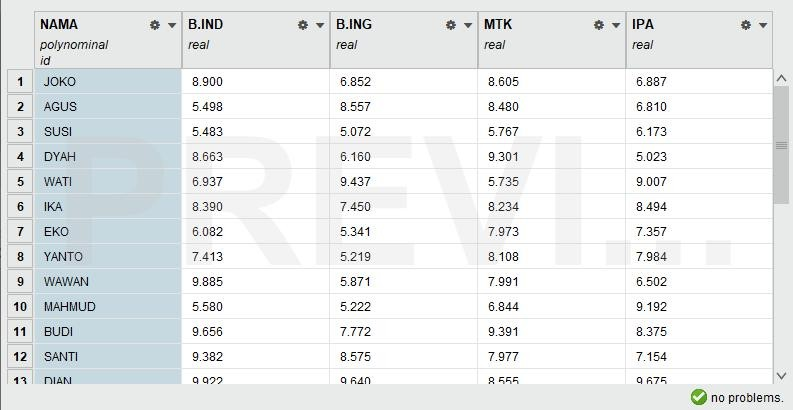 NAMA B.IND B.ING MTK IPA
polynominal real real real real
id
1 JOKO 8.900 6.852 8.605 6.887
2 AGUS 5.498 8.557 8.480 6.810
3 SUSI 5.483 5.072 5.767 6.173
4 DYAH 8.663 6.160 9.301 5.023
5 WATI 6.937 9.437 5.735 9.007
6 IKA 8.390 7.450 8.234 8.494
7 EKO 6.082 5.341 7.973 7.357
8 YANTO 7.413 5.219 8.108 7.984
9 WAWAN 9.885 5.871 7.991 6.502
10 MAHMUD 5.580 5.222 6.844 9.192
11 BUDI 9.656 7.772 9.391 8.375
12 SANTI 9.382 8.575 7.977 7.154
13 DIAN 9.922 9.640 8.555 9.675
PREVI...
no problems.